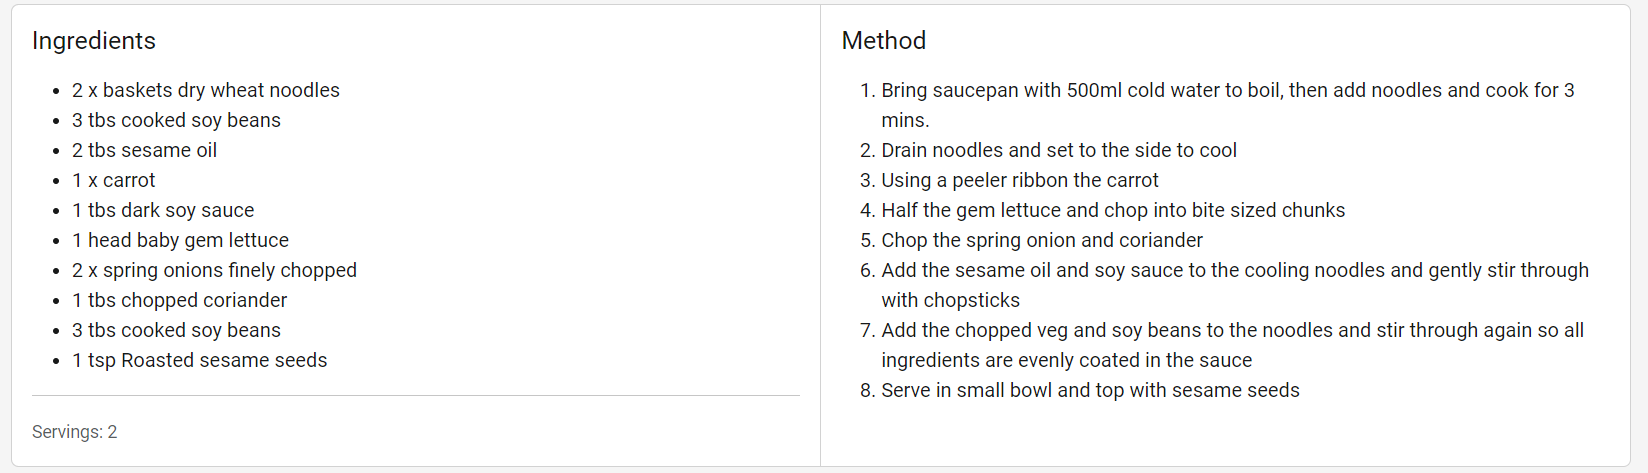 Ingredients
• 2 x baskets dry wheat noodles
• 3 tbs cooked soy beans
• 2 tbs sesame oil
• 1 x carrot
• 1 tbs dark soy sauce
• 1 head baby gem lettuce
• 2 x spring onions finely chopped
• 1 tbs chopped coriander
• 3 tbs cooked soy beans
• 1 tsp Roasted sesame seeds
Servings: 2
Method
1. Bring saucepan with 500ml cold water to boil, then add noodles and cook for 3
mins.
2. Drain noodles and set to the side to cool
3. Using a peeler ribbon the carrot
4. Half the gem lettuce and chop into bite sized chunks
5. Chop the spring onion and coriander
6. Add the sesame oil and soy sauce to the cooling noodles and gently stir through
with chopsticks
7. Add the chopped veg and soy beans to the noodles and stir through again so all
ingredients are evenly coated in the sauce
8. Serve in small bowl and top with sesame seeds